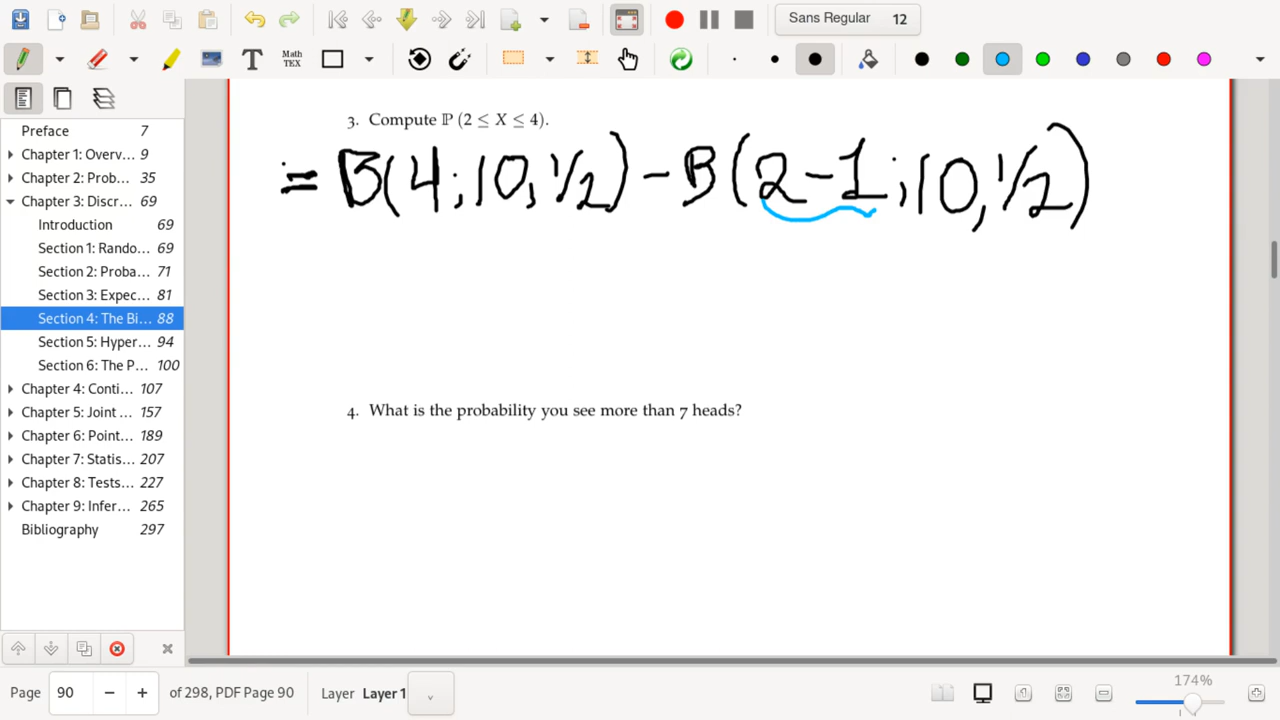 Sans Regular 12
T Math TEX
Preface 7
Chapter 1: Overv... 9
Chapter 2: Prob... 35
Chapter 3: Discr... 69
Introduction 69
Section 1: Rando... 69
Section 2: Proba... 71
Section 3: Expec... 81
Section 4: The Bi... 88
Section 5: Hyper... 94
Section 6: The P... 100
Chapter 4: Conti... 107
Chapter 5: Joint ... 157
Chapter 6: Point... 189
Chapter 7: Statis... 207
Chapter 8: Tests... 227
Chapter 9: Infer... 265
Bibliography 297
3. Compute ℙ (2 ≤ X ≤ 4).
= B(4;10,1/2) - B(2-1;10,1/2)
4. What is the probability you see more than 7 heads?
Page 90 of 298, PDF Page 90 Layer Layer 1 174%